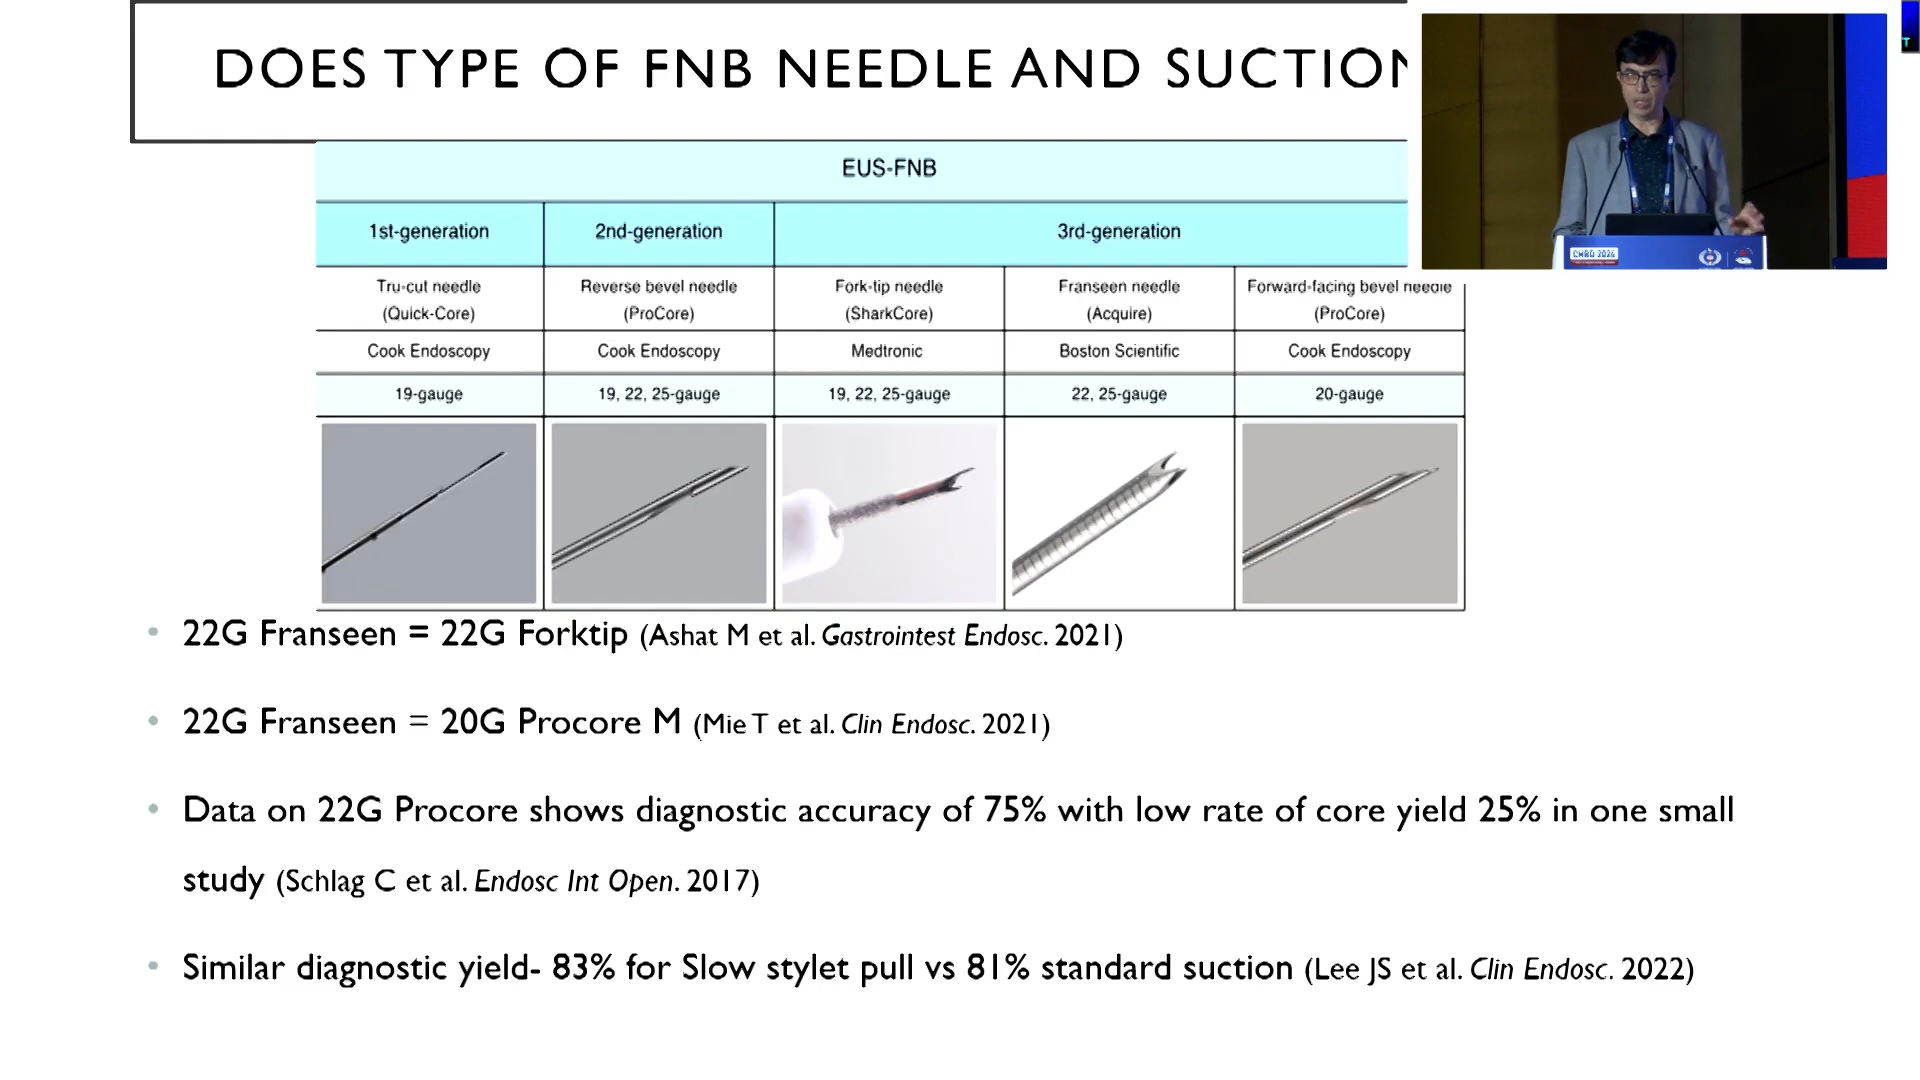 DOES TYPE OF FNB NEEDLE AND SUCTION
EUS-FNB
1st-generation 2nd-generation 3rd-generation
Tru-cut needle (Quick-Core) Reverse bevel needle (ProCore) Fork-tip needle (SharkCore) Franseen needle (Acquire) Forward-facing bevel needle (ProCore)
Cook Endoscopy Cook Endoscopy Medtronic Boston Scientific Cook Endoscopy
19-gauge 19, 22, 25-gauge 19, 22, 25-gauge 22, 25-gauge 20-gauge
• 22G Franseen = 22G Forktip (Ashat M et al. Gastrointest Endosc. 2021)
• 22G Franseen = 20G Procore M (Mie T et al. Clin Endosc. 2021)
• Data on 22G Procore shows diagnostic accuracy of 75% with low rate of core yield 25% in one small
study (Schlag C et al. Endosc Int Open. 2017)
• Similar diagnostic yield- 83% for Slow stylet pull vs 81% standard suction (Lee JS et al. Clin Endosc. 2022)
T